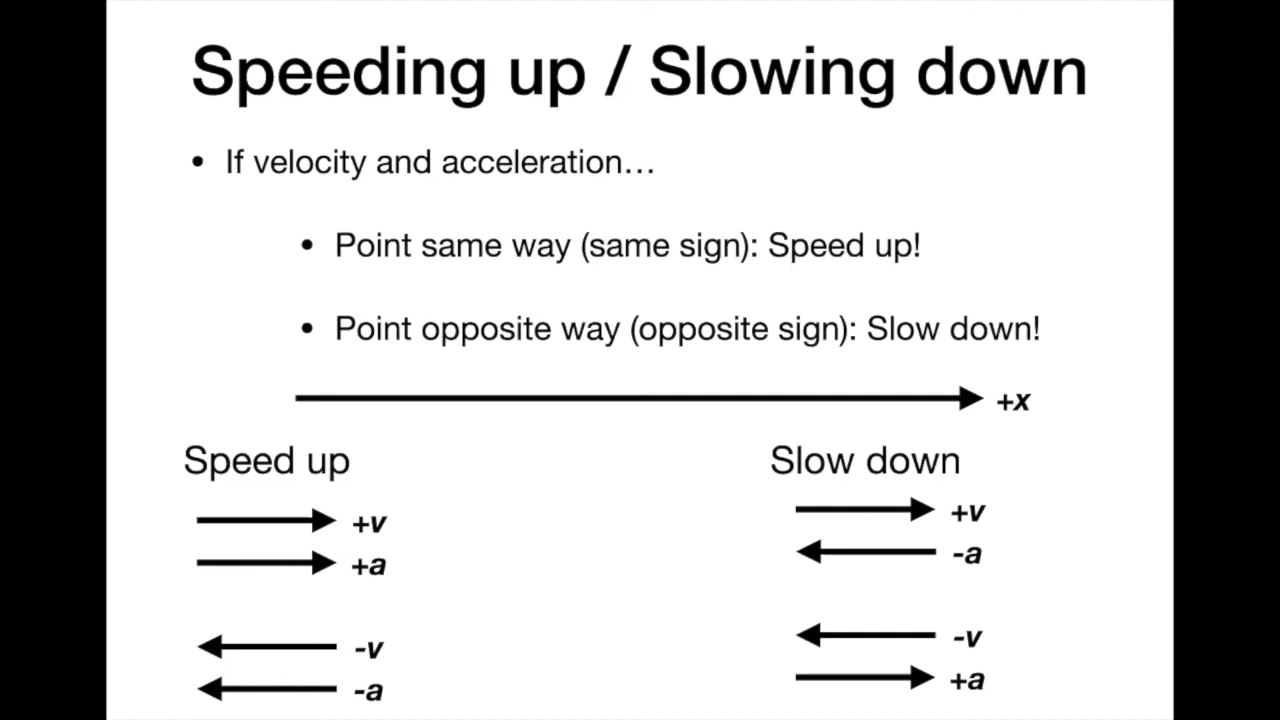 Speeding up / Slowing down
• If velocity and acceleration…
• Point same way (same sign): Speed up!
• Point opposite way (opposite sign): Slow down!
+x
Speed up
+v
+a
-v
-a
Slow down
+v
-a
-v
+a